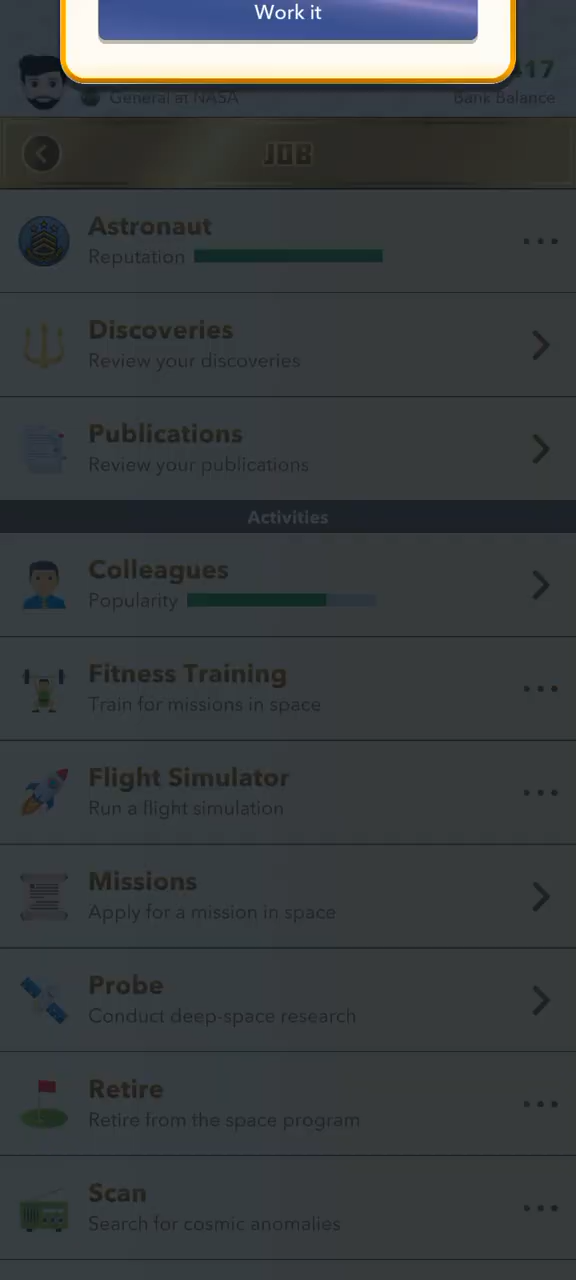 Work it
417
General at NASA
Bank Balance
JOB
Astronaut
Reputation
Discoveries
Review your discoveries
Publications
Review your publications
Activities
Colleagues
Popularity
Fitness Training
Train for missions in space
Flight Simulator
Run a flight simulation
Missions
Apply for a mission in space
Probe
Conduct deep-space research
Retire
Retire from the space program
Scan
Search for cosmic anomalies